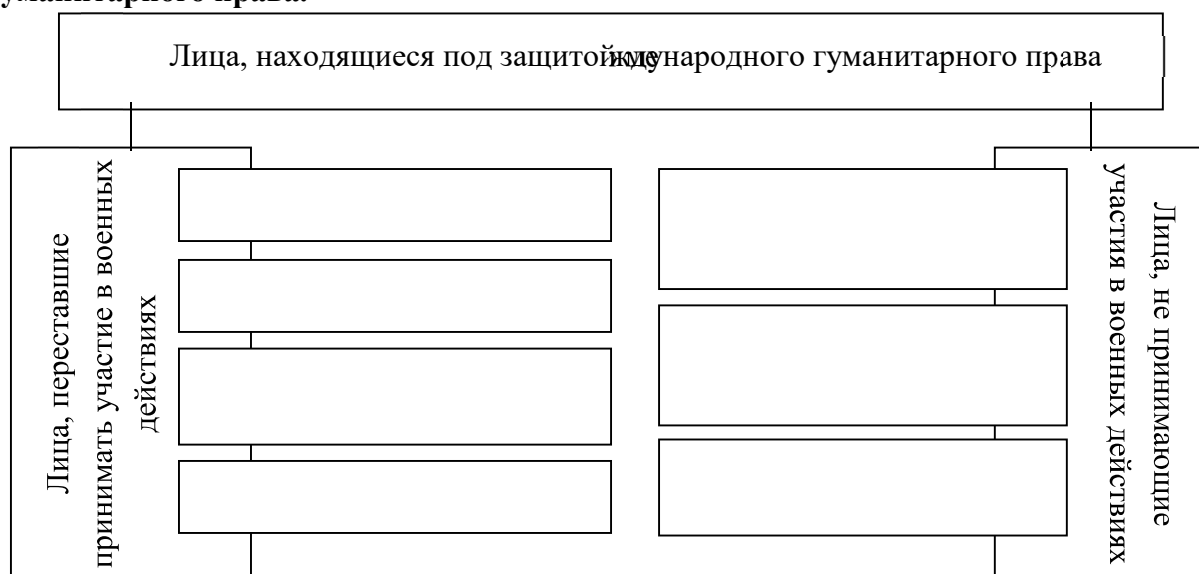 уманитарного права.
Лица, находящиеся под защитой международного гуманитарного права
Лица, переставшие
принимать участие в военных
действиях
Лица, не принимающие
участия в военных действиях